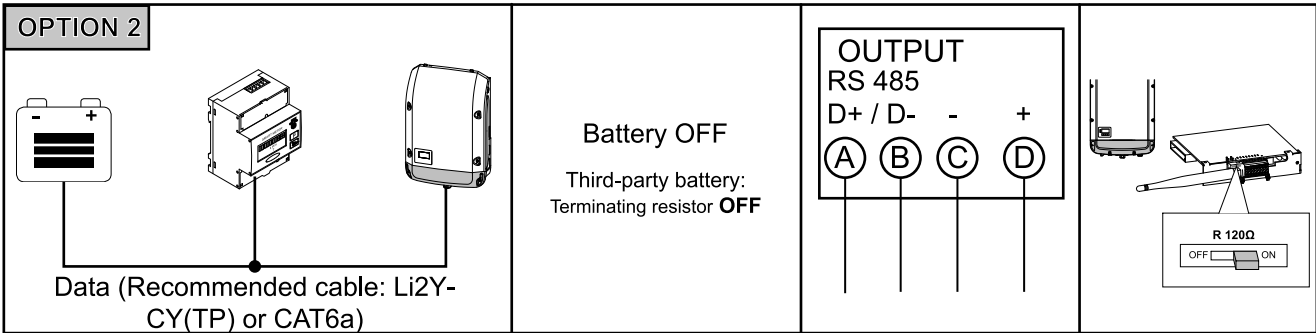 OPTION 2
- +
Data (Recommended cable: Li2Y-
CY(TP) or CAT6a)
Battery OFF
Third-party battery:
Terminating resistor OFF
OUTPUT
RS 485
D+ / D- - +
A B C D
R 120Ω
OFF ON